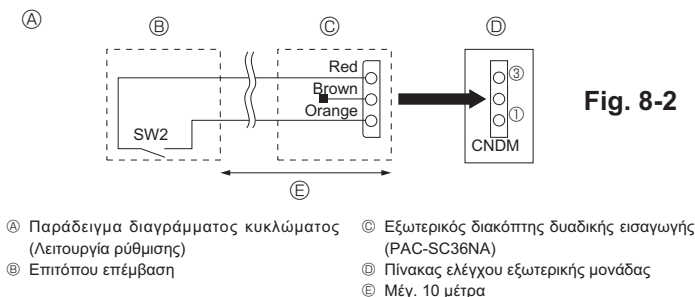 Ⓐ
Ⓑ
Ⓒ
Ⓓ
Red
Brown
Orange
SW2
③
①
CNDM
Fig. 8-2
Ⓔ
Ⓐ Παράδειγμα διαγράμματος κυκλώματος
(Λειτουργία ρύθμισης)
Ⓑ Επιτόπου επέμβαση
Ⓒ Εξωτερικός διακόπτης δυαδικής εισαγωγής
(PAC-SC36NA)
Ⓓ Πίνακας ελέγχου εξωτερικής μονάδας
Ⓔ Μέγ. 10 μέτρα